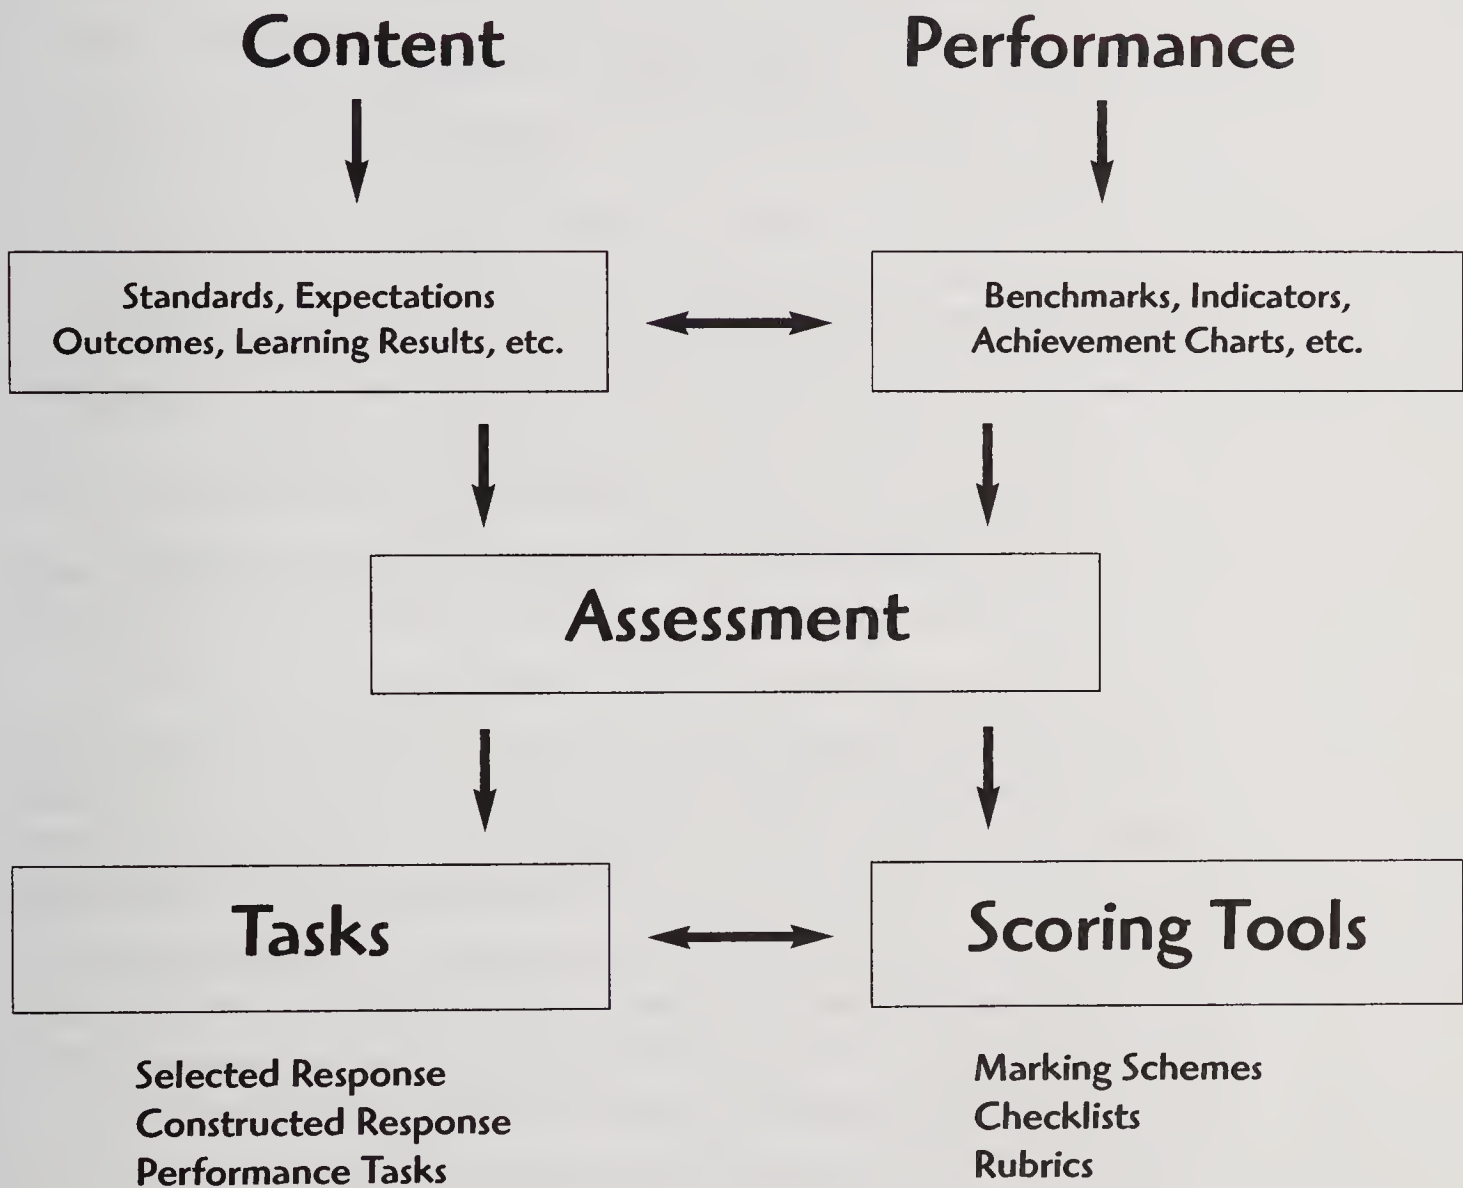 Content
Performance
Standards, Expectations
Outcomes, Learning Results, etc.
Benchmarks, Indicators,
Achievement Charts, etc.
Assessment
Tasks
Scoring Tools
Selected Response
Constructed Response
Performance Tasks
Marking Schemes
Checklists
Rubrics